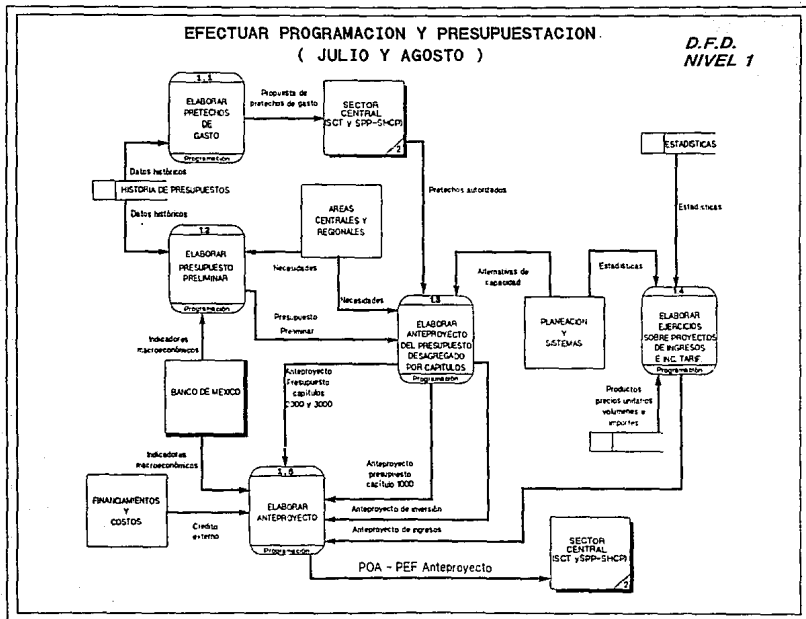 EFECTUAR PROGRAMACION Y PRESUPUESTACION
( JULIO Y AGOSTO )
D.F.D.
NIVEL 1
1.1
ELABORAR
PRETECHOS
DE
GASTO
Programación
Propuesta de
pretechos de gasto
SECTOR
CENTRAL
(SCT y SPP-SHCP)
2
ESTADISTICAS
Datos históricos
HISTORIA DE PRESUPUESTOS
Datos históricos
Pretechos autorizados
Estadísticas
AREAS
CENTRALES Y
REGIONALES
1.2
ELABORAR
PRESUPUESTO
PRELIMINAR
Programación
Necesidades
Necesidades
Alternativas de
capacidad
Estadísticas
1.3
ELABORAR
ANTEPROYECTO
DEL PRESUPUESTO
DESAGREGADO
POR CAPITULOS
Programación
PLANEACION
Y
SISTEMAS
1.4
ELABORAR
EJERCICIOS
SOBRE PROYECTOS
DE INGRESOS
E INC. TARIF.
Programación
Presupuesto
Preliminar
Indicadores
macroeconómicos
BANCO DE MEXICO
Anteproyecto
Presupuesto
capítulos
2000 y 3000
Productos
precios unitarios
volumenes e
importes
Indicadores
macroeconómicos
Anteproyecto
presupuesto
capítulo 1000
FINANCIAMIENTOS
Y
COSTOS
Crédito
externo
ELABORAR
ANTEPROYECTO
Programación
Anteproyecto de inversión
Anteproyecto de ingresos
SECTOR
CENTRAL
(SCT y SPP-SHCP)
2
POA - PEF Anteproyecto